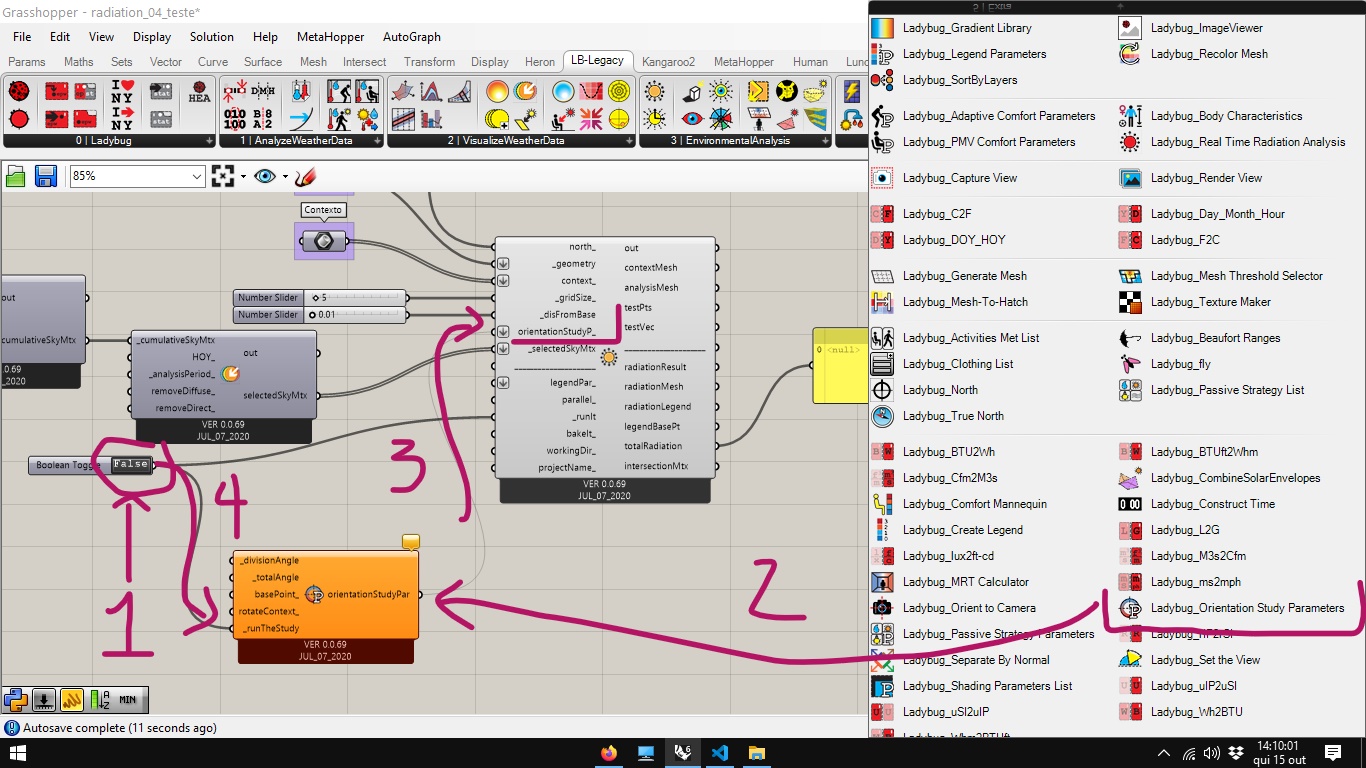 Grasshopper - radiation_04_teste*
File Edit View Display Solution Help MetaHopper AutoGraph
Params Maths Sets Vector Curve Surface Mesh Intersect Transform Display Heron LB-Legacy Kangaroo2 MetaHopper Human
I NY
I NY
HEA
DMH
010
100
B S
8 2
0 | Ladybug
1 | AnalyzeWeatherData
2 | VisualizeWeatherData
3 | EnvironmentalAnalysis
85%
Contexto
Number Slider 5
Number Slider 0.01
out
cumulativeSkyMtx
0.69
_2020
_cumulativeSkyMtx
HOY_
_analysisPeriod_
removeDiffuse_
removeDirect_
out
selectedSkyMtx
VER 0.0.69
JUL_07_2020
Boolean Toggle False
north_
_geometry
context_
_gridSize_
_disFromBase
orientationStudyP_
_selectedSkyMtx
legendPar_
parallel_
_runIt
bakeIt_
workingDir_
projectName_
out
contextMesh
analysisMesh
testPts
testVec
radiationResult
radiationMesh
radiationLegend
legendBasePt
totalRadiation
intersectionMtx
VER 0.0.69
JUL_07_2020
0 <null>
_divisionAngle
_totalAngle
basePoint_
rotateContext_
_runTheStudy
orientationStudyPar
VER 0.0.69
JUL_07_2020
1
2
3
4
MIN
Autosave complete (11 seconds ago)
Ladybug_Gradient Library
Ladybug_ImageViewer
Ladybug_Legend Parameters
Ladybug_Recolor Mesh
Ladybug_SortByLayers
Ladybug_Adaptive Comfort Parameters
Ladybug_Body Characteristics
Ladybug_PMV Comfort Parameters
Ladybug_Real Time Radiation Analysis
Ladybug_Capture View
Ladybug_Render View
Ladybug_C2F
Ladybug_Day_Month_Hour
Ladybug_DOY_HOY
Ladybug_F2C
Ladybug_Generate Mesh
Ladybug_Mesh Threshold Selector
Ladybug_Mesh-To-Hatch
Ladybug_Texture Maker
Ladybug_Activities Met List
Ladybug_Beaufort Ranges
Ladybug_Clothing List
Ladybug_fly
Ladybug_North
Ladybug_Passive Strategy List
Ladybug_True North
Ladybug_BTU2Wh
Ladybug_BTUft2Whm
Ladybug_Cfm2M3s
Ladybug_CombineSolarEnvelopes
Ladybug_Comfort Mannequin
Ladybug_Construct Time
Ladybug_Create Legend
Ladybug_L2G
Ladybug_lux2ft-cd
Ladybug_M3s2Cfm
Ladybug_MRT Calculator
Ladybug_ms2mph
Ladybug_Orient to Camera
Ladybug_Orientation Study Parameters
Ladybug_Passive Strategy Parameters
Ladybug_Separate By Normal
Ladybug_Set the View
Ladybug_Shading Parameters List
Ladybug_uIP2uSI
Ladybug_uSI2uIP
Ladybug_Wh2BTU
14:10:01
qui 15 out